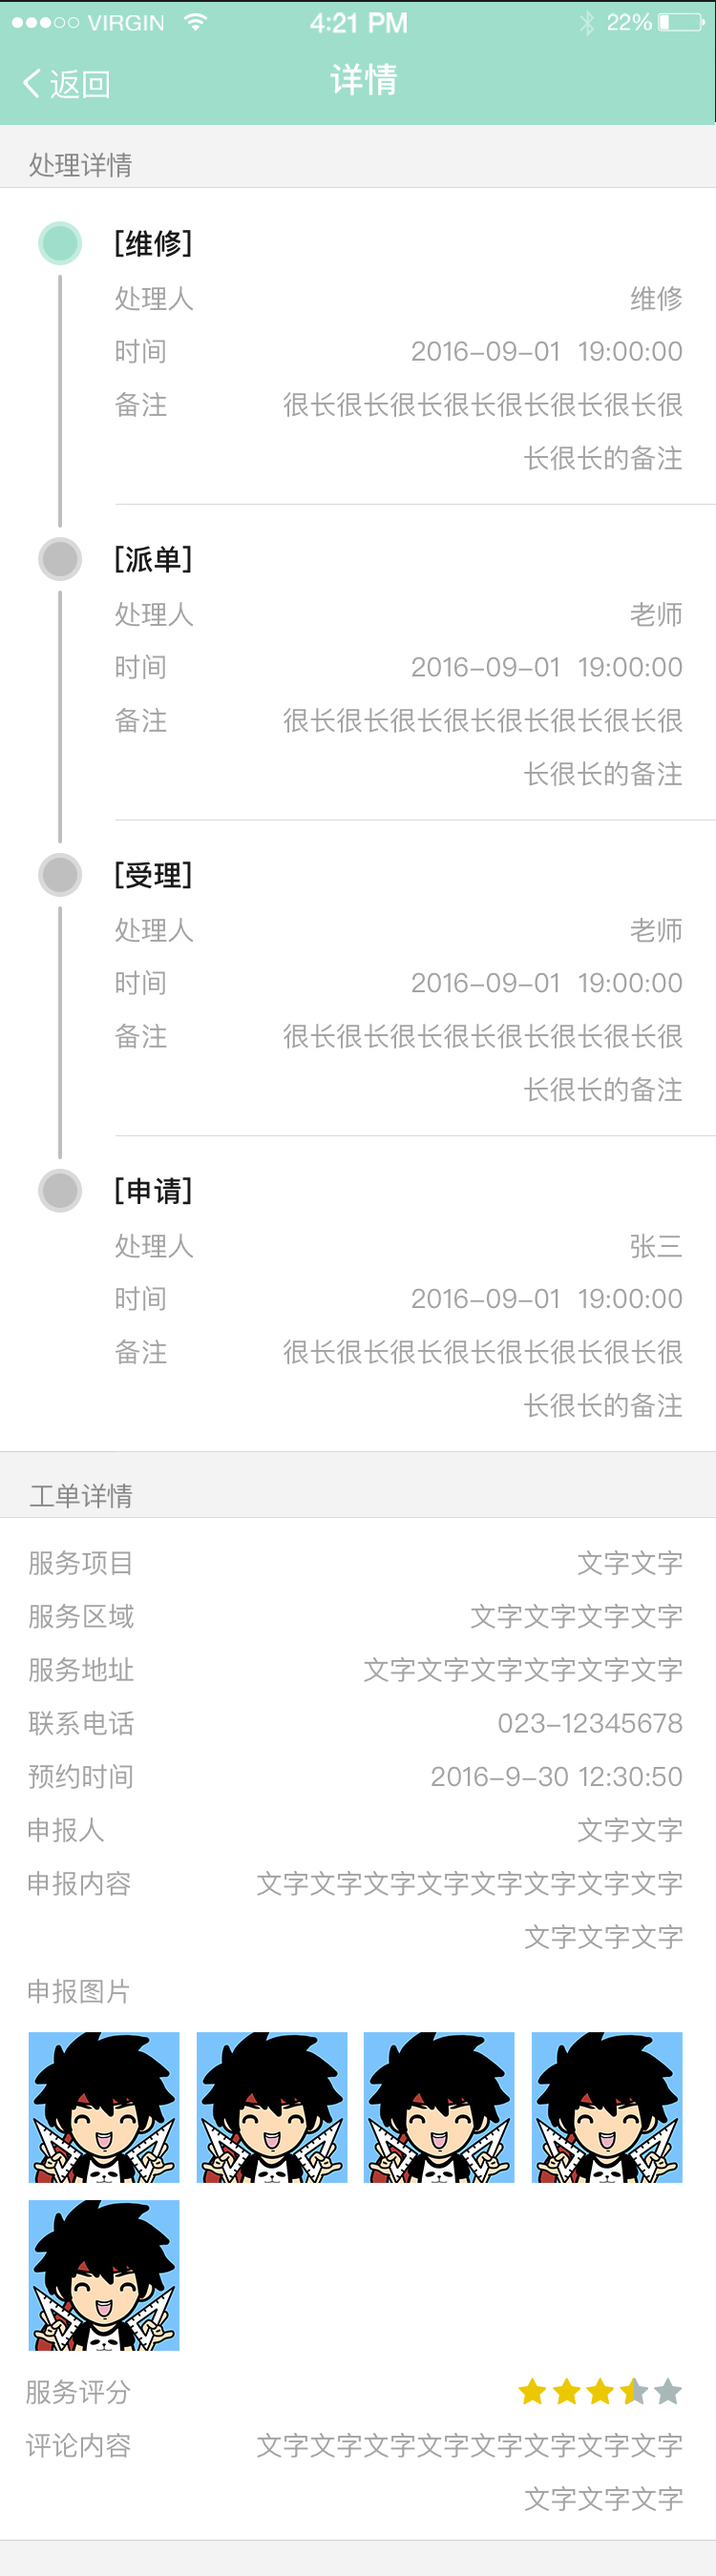 VIRGIN 4:21 PM 22%
返回 详情
处理详情
[维修]
处理人 维修
时间 2016-09-01 19:00:00
备注 很长很长很长很长很长很长很长很
长很长的备注
[派单]
处理人 老师
时间 2016-09-01 19:00:00
备注 很长很长很长很长很长很长很长很
长很长的备注
[受理]
处理人 老师
时间 2016-09-01 19:00:00
备注 很长很长很长很长很长很长很长很
长很长的备注
[申请]
处理人 张三
时间 2016-09-01 19:00:00
备注 很长很长很长很长很长很长很长很
长很长的备注
工单详情
服务项目 文字文字
服务区域 文字文字文字文字
服务地址 文字文字文字文字文字文字
联系电话 023-12345678
预约时间 2016-9-30 12:30:50
申报人 文字文字
申报内容 文字文字文字文字文字文字文字文字
文字文字文字
申报图片
服务评分
评论内容 文字文字文字文字文字文字文字文字
文字文字文字